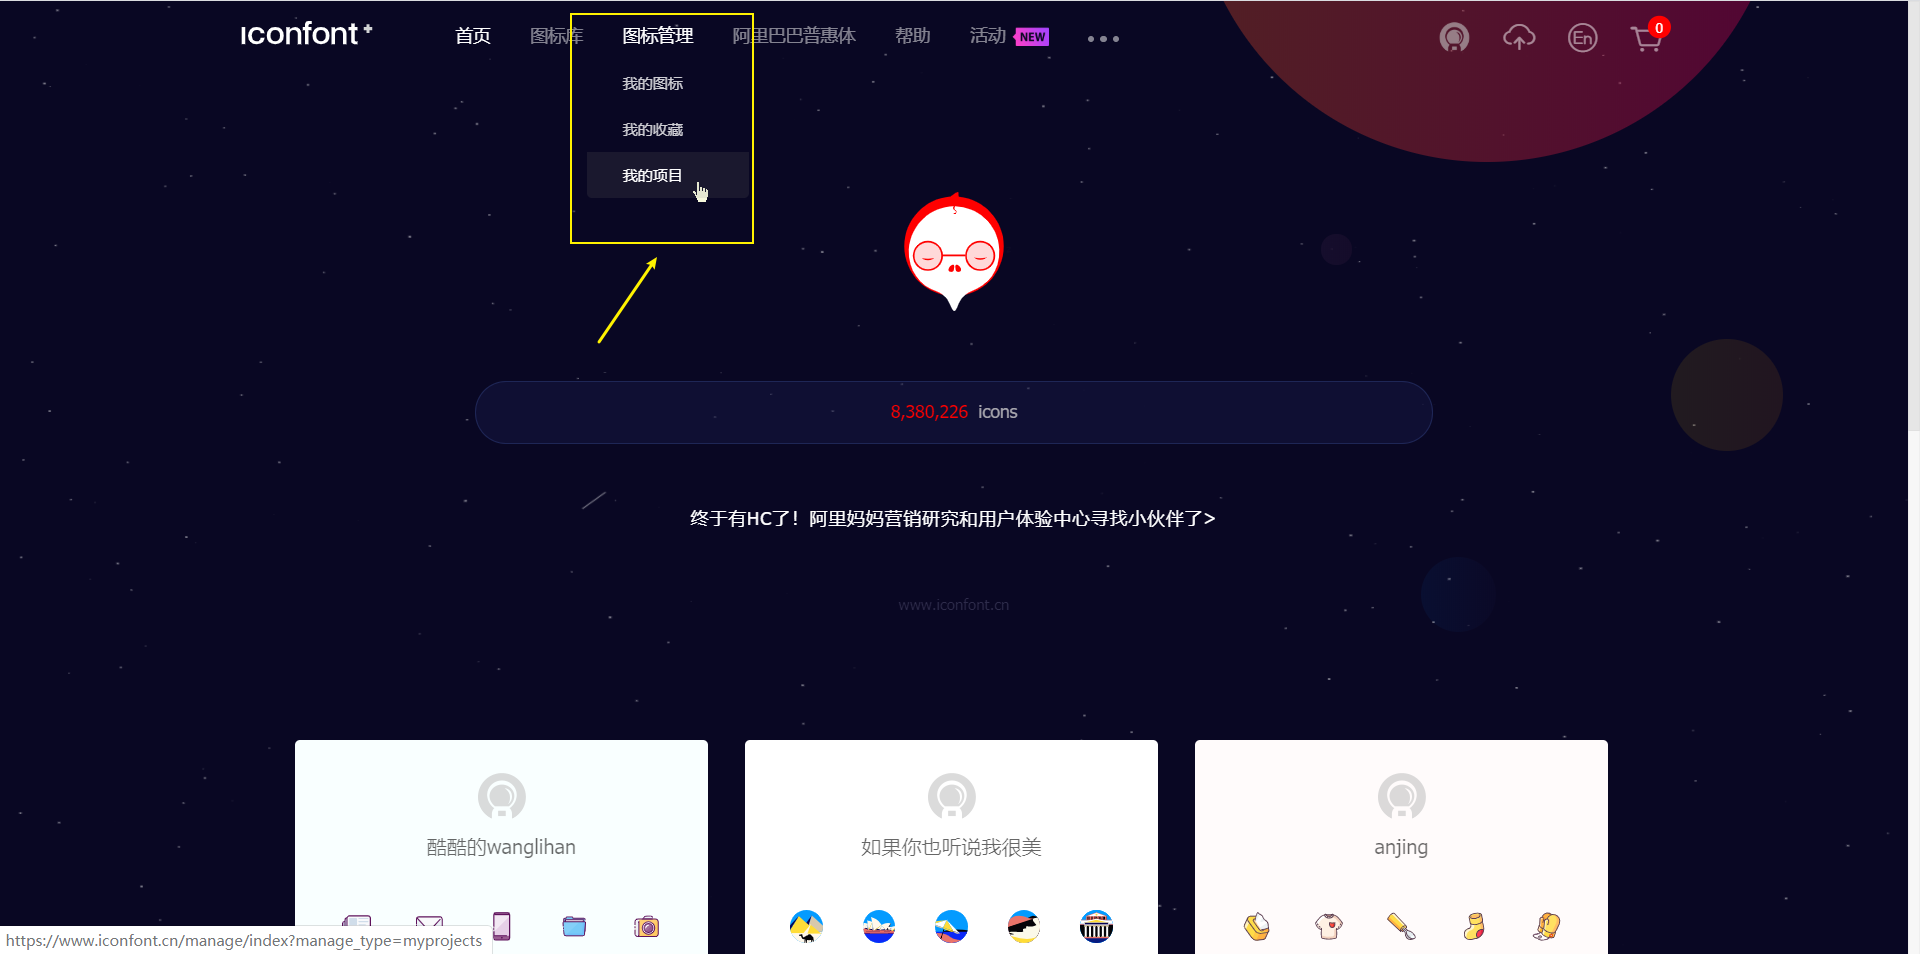 iconfont+
首页 图标库 图标管理 阿里巴巴普惠体 帮助 活动 NEW
En
0
我的图标
我的收藏
我的项目
8,380,226 icons
终于有HC了！阿里妈妈营销研究和用户体验中心寻找小伙伴了>
www.iconfont.cn
酷酷的wanglihan
如果你也听说我很美
anjing
https://www.iconfont.cn/manage/index?manage_type=myprojects